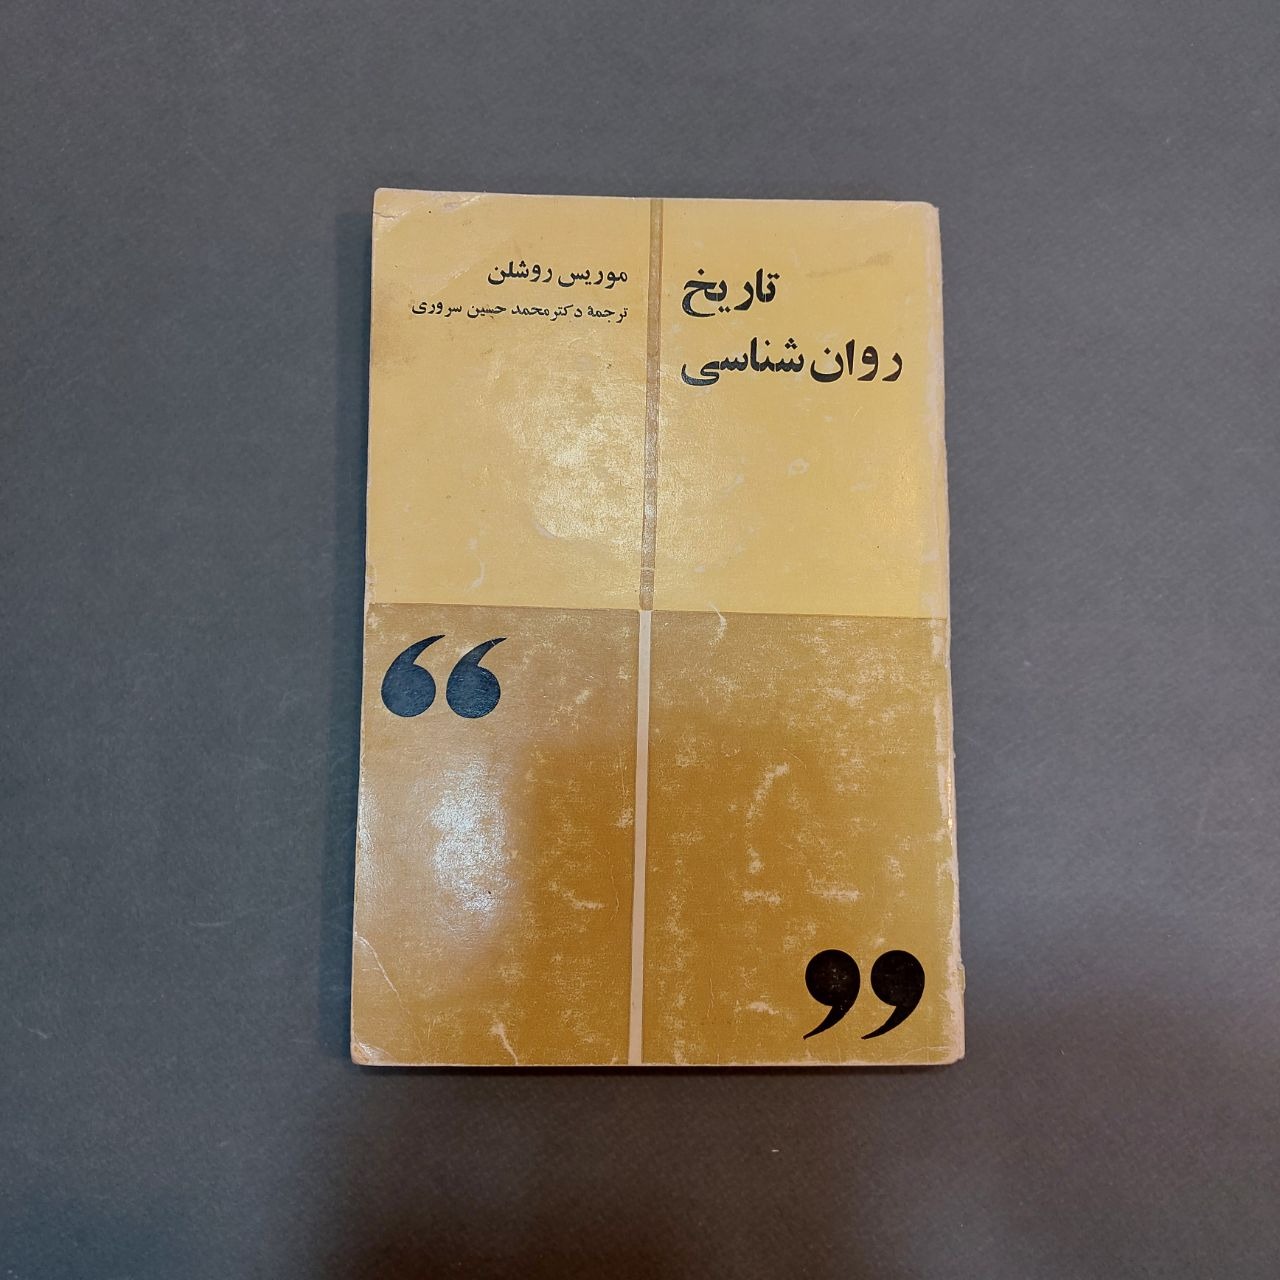 تاریخ
روان شناسی
موریس روشلن
ترجمهٔ دکتر محمد حسین سروری
“
”